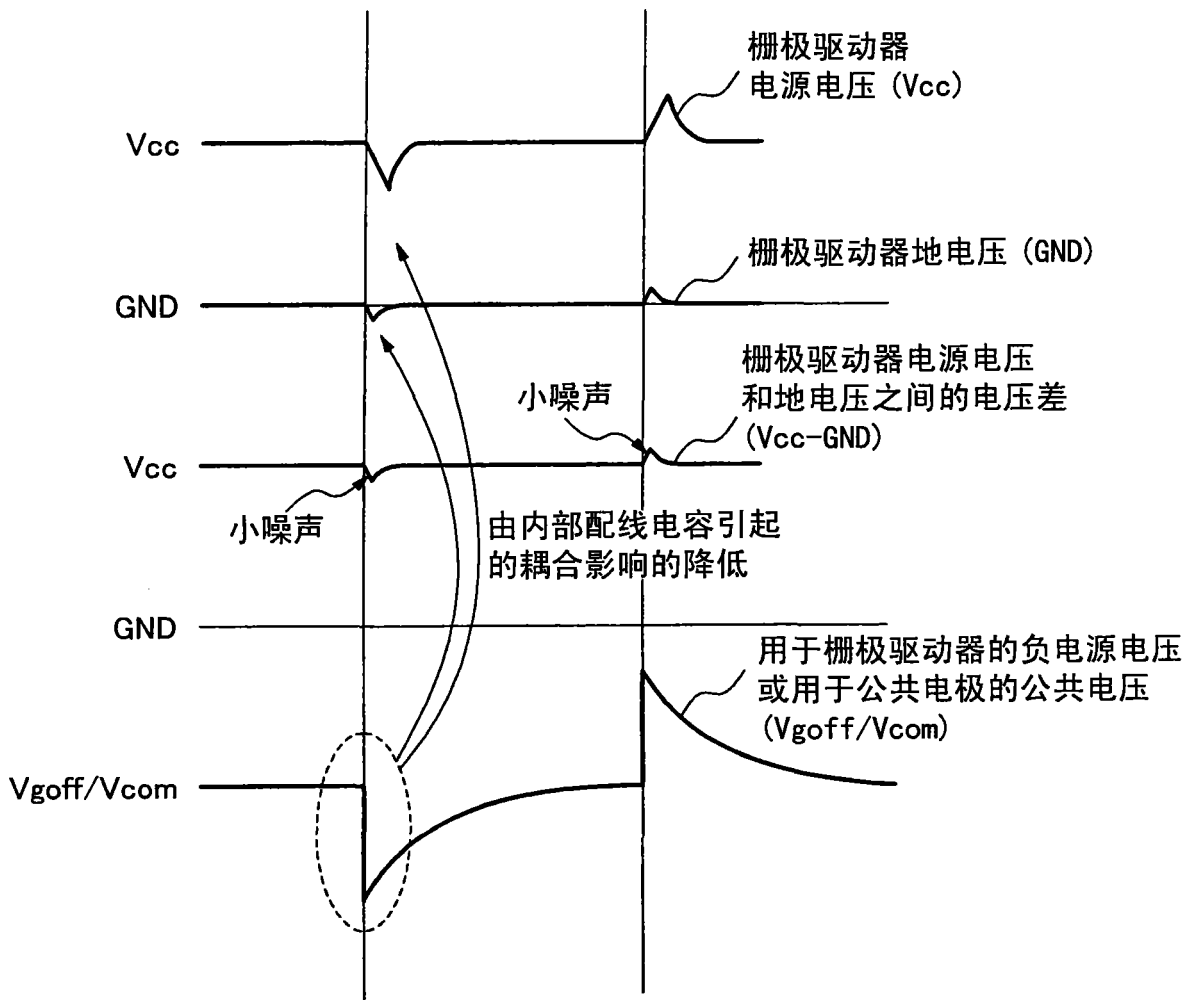 栅极驱动器
电源电压 (Vcc)
Vcc
栅极驱动器地电压 (GND)
GND
栅极驱动器电源电压
和地电压之间的电压差
(Vcc-GND)
小噪声
Vcc
小噪声
由内部配线电容引起
的耦合影响的降低
GND
用于栅极驱动器的负电源电压
或用于公共电极的公共电压
(Vgoff/Vcom)
Vgoff/Vcom